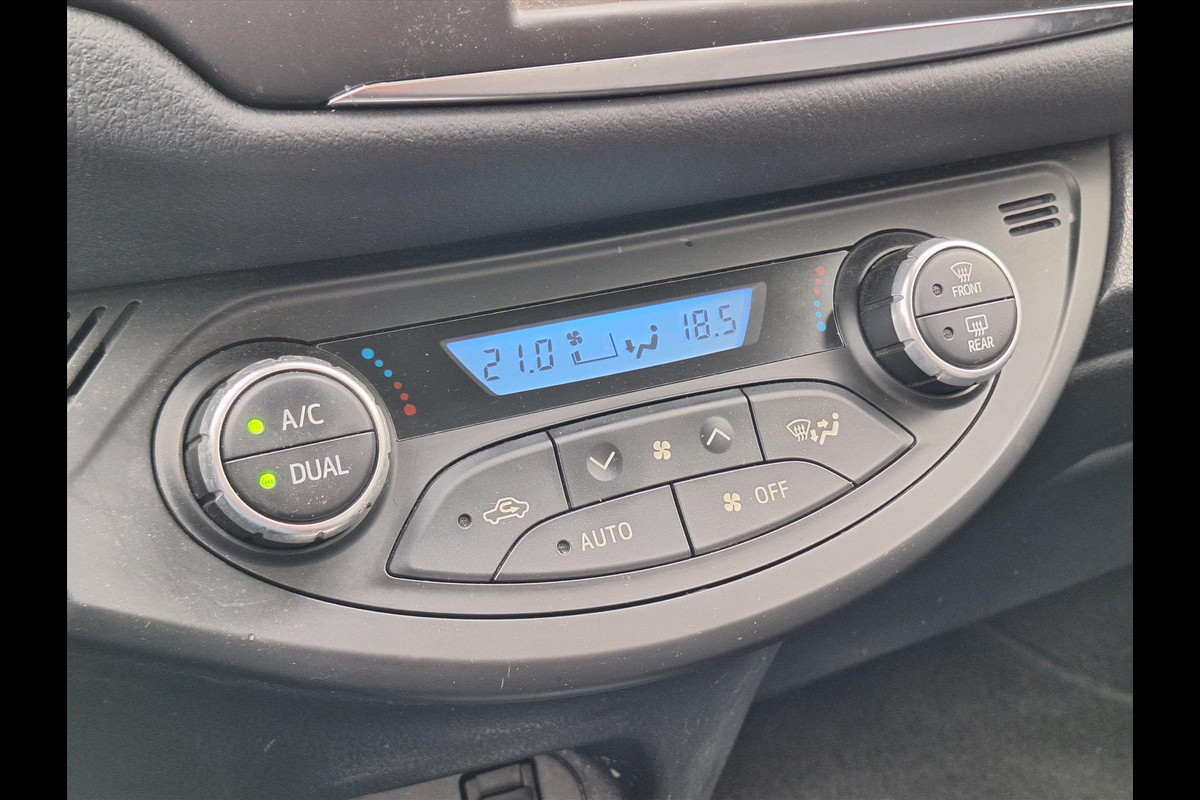 21.0 18.5
FRONT
REAR
A/C
DUAL
AUTO
OFF